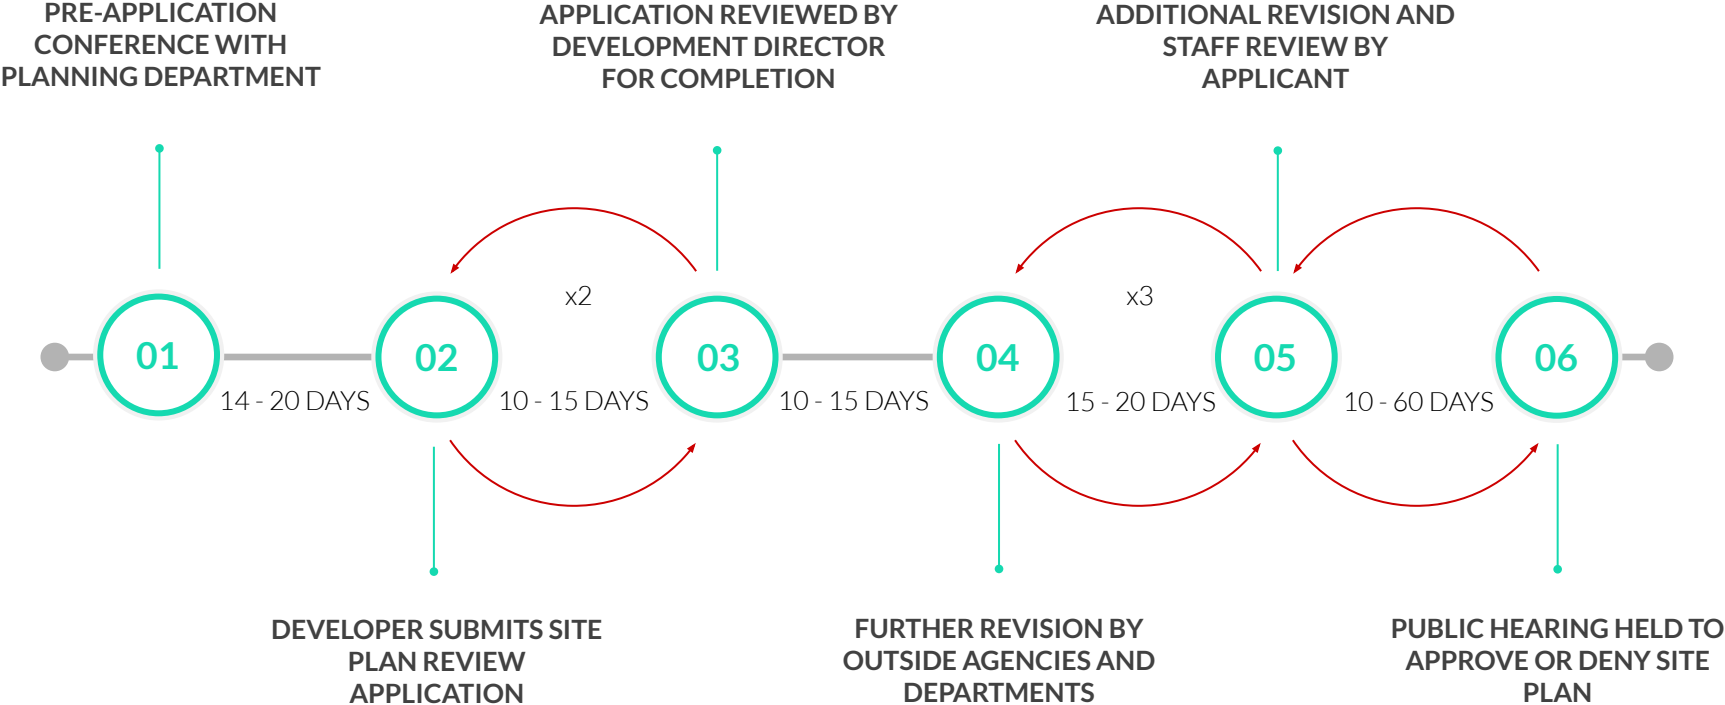 PRE-APPLICATION
CONFERENCE WITH
PLANNING DEPARTMENT
APPLICATION REVIEWED BY
DEVELOPMENT DIRECTOR
FOR COMPLETION
ADDITIONAL REVISION AND
STAFF REVIEW BY
APPLICANT
x2
x3
01
02
03
04
05
06
14 - 20 DAYS
10 - 15 DAYS
10 - 15 DAYS
15 - 20 DAYS
10 - 60 DAYS
DEVELOPER SUBMITS SITE
PLAN REVIEW
APPLICATION
FURTHER REVISION BY
OUTSIDE AGENCIES AND
DEPARTMENTS
PUBLIC HEARING HELD TO
APPROVE OR DENY SITE
PLAN